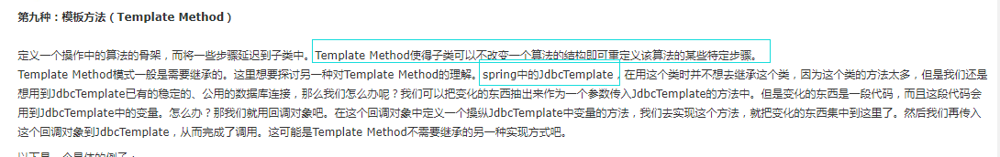 第九种：模板方法（Template Method）
定义一个操作中的算法的骨架，而将一些步骤延迟到子类中。Template Method使得子类可以不改变一个算法的结构即可重定义该算法的某些特定步骤。
Template Method模式一般是需要继承的。这里想要探讨另一种对Template Method的理解。spring中的JdbcTemplate，在用这个类时并不想去继承这个类，因为这个类的方法太多，但是我们还是
想用到JdbcTemplate已有的稳定的、公用的数据库连接，那么我们怎么办呢？我们可以把变化的东西抽出来作为一个参数传入JdbcTemplate的方法中。但是变化的东西是一段代码，而且这段代码会
用到JdbcTemplate中的变量。怎么办？那我们就用回调对象吧。在这个回调对象中定义一个操纵JdbcTemplate中变量的方法，我们去实现这个方法，就把变化的东西集中到这里了。然后我们再传入
这个回调对象到JdbcTemplate，从而完成了调用。这可能是Template Method不需要继承的另一种实现方式吧。
以下是一个具体的例子：